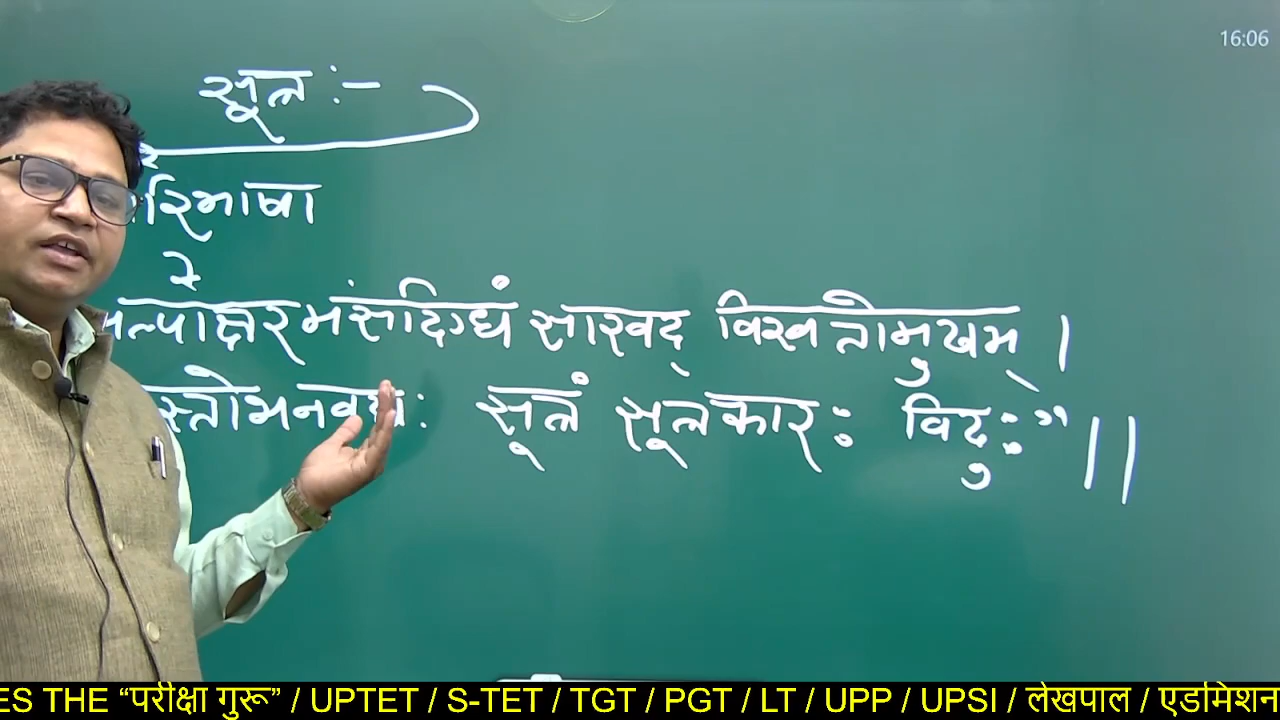 16:06
सूत्र :-
रिभाषा
ल्पाक्षरमसंदिग्धं सारवद् विस्वतोमुखम् ।
स्तोभनवद्य: सूत्रं सूत्रकार: विदु:" ||
ES THE “परीक्षा गुरू” / UPTET / S-TET / TGT / PGT / LT / UPP / UPSI / लेखपाल / एडमिशन